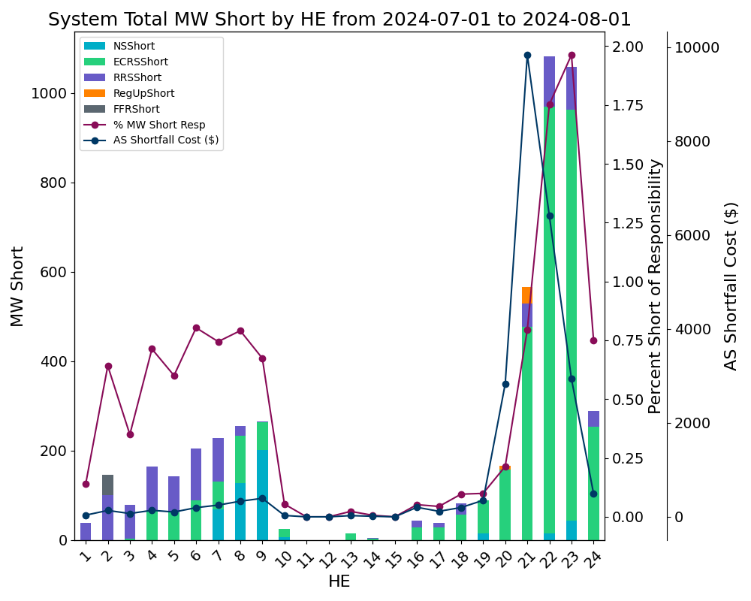 System Total MW Short by HE from 2024-07-01 to 2024-08-01
NSShort
ECRSShort
RRSShort
RegUpShort
FFRShort
% MW Short Resp
AS Shortfall Cost ($)
MW Short
1000
800
600
400
200
0
1 2 3 4 5 6 7 8 9 10 11 12 13 14 15 16 17 18 19 20 21 22 23 24
HE
2.00
1.75
1.50
1.25
1.00
0.75
0.50
0.25
0.00
Percent Short of Responsibility
10000
8000
6000
4000
2000
0
AS Shortfall Cost ($)